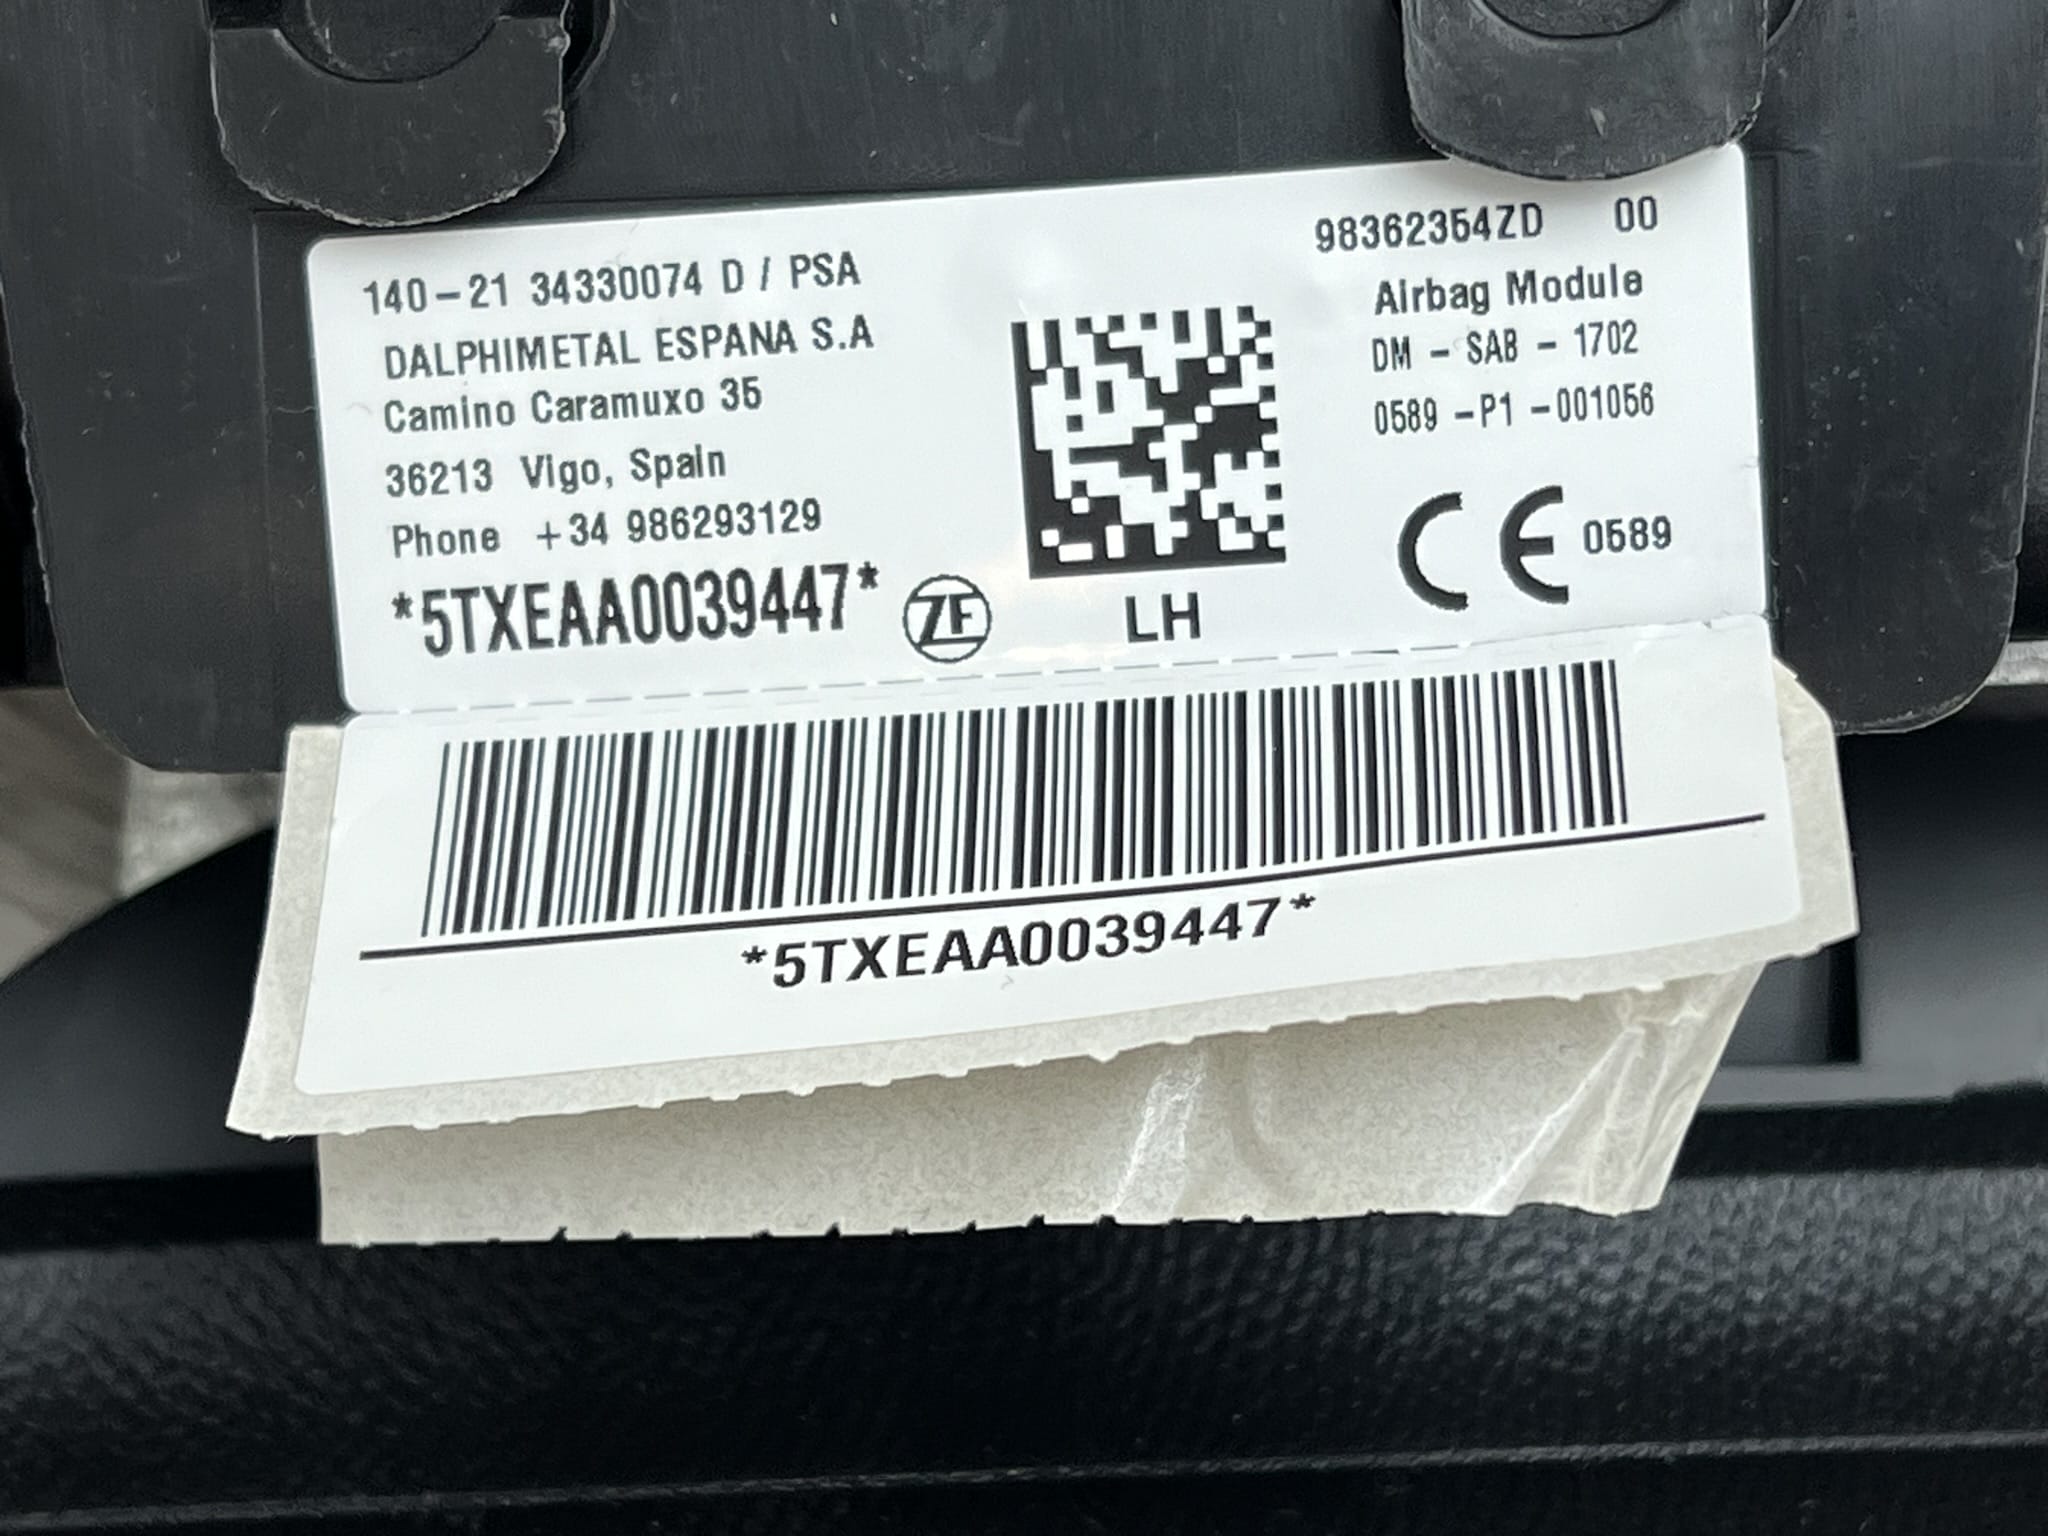 140-21 34330074 D / PSA
DALPHIMETAL ESPANA S.A
Camino Caramuxo 35
36213 Vigo, Spain
Phone +34 986293129
*5TXEAA0039447*
ZF
LH
98362354ZD 00
Airbag Module
DM - SAB - 1702
0589 -P1 -001056
CE 0589
*5TXEAA0039447*